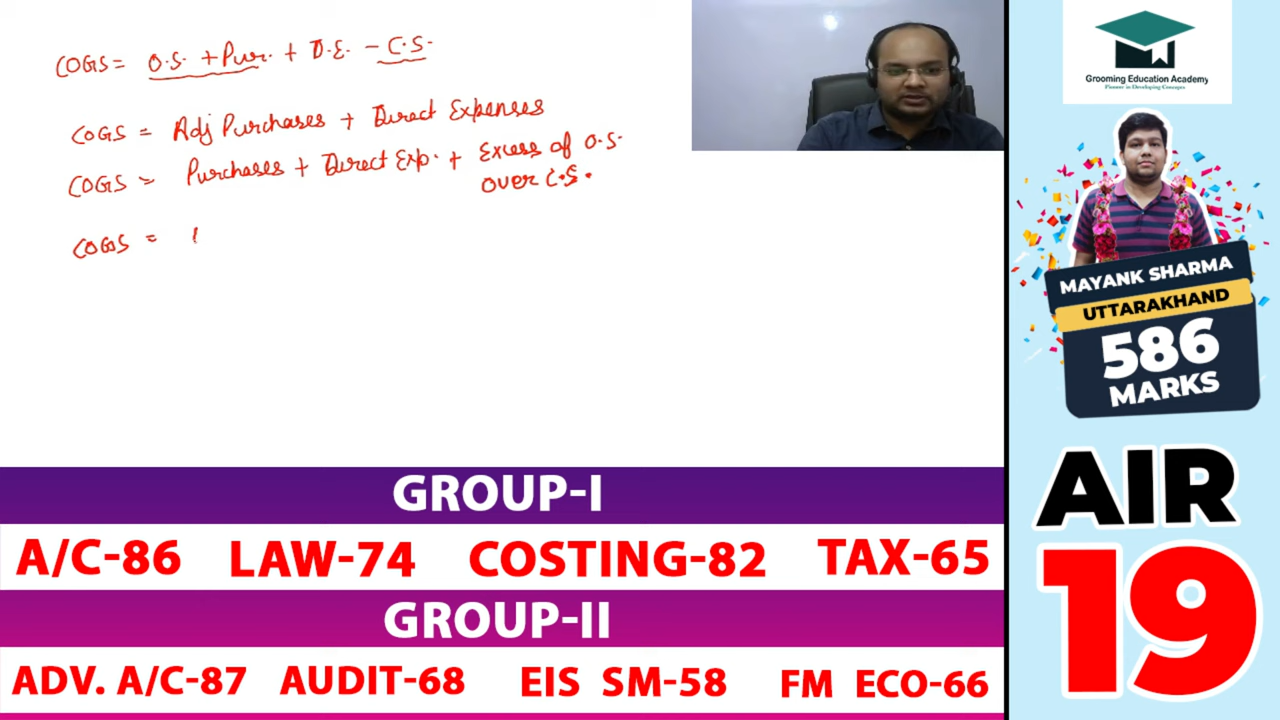 COGS = O.S. + Pur. + D.E. - C.S.
COGS = Adj Purchases + Direct Expenses
COGS = Purchases + Direct Exp. + Excess of O.S.
over C.S.
COGS =
Grooming Education Academy
Pioneer in Developing Concepts
MAYANK SHARMA
UTTARAKHAND
586
MARKS
AIR
19
GROUP-I
A/C-86 LAW-74 COSTING-82 TAX-65
GROUP-II
ADV. A/C-87 AUDIT-68 EIS SM-58 FM ECO-66